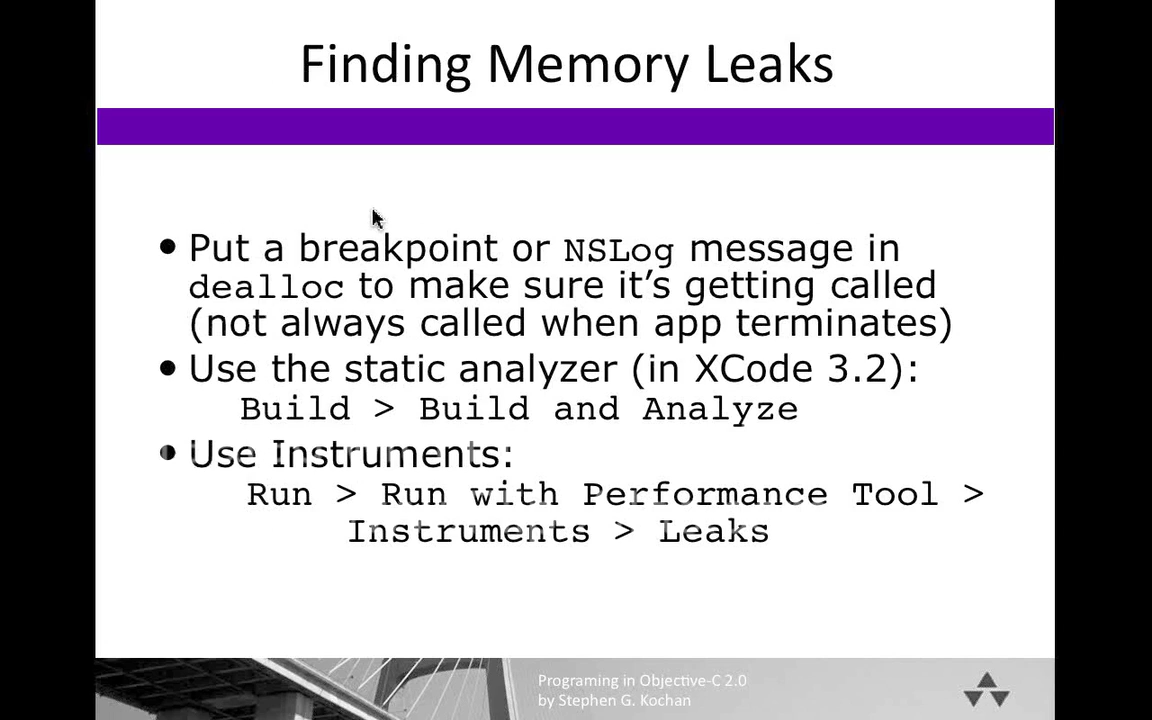 Finding Memory Leaks
• Put a breakpoint or NSLog message in
dealloc to make sure it’s getting called
(not always called when app terminates)
• Use the static analyzer (in XCode 3.2):
Build > Build and Analyze
• Use Instruments:
Run > Run with Performance Tool >
Instruments > Leaks
Programing in Objective-C 2.0
by Stephen G. Kochan